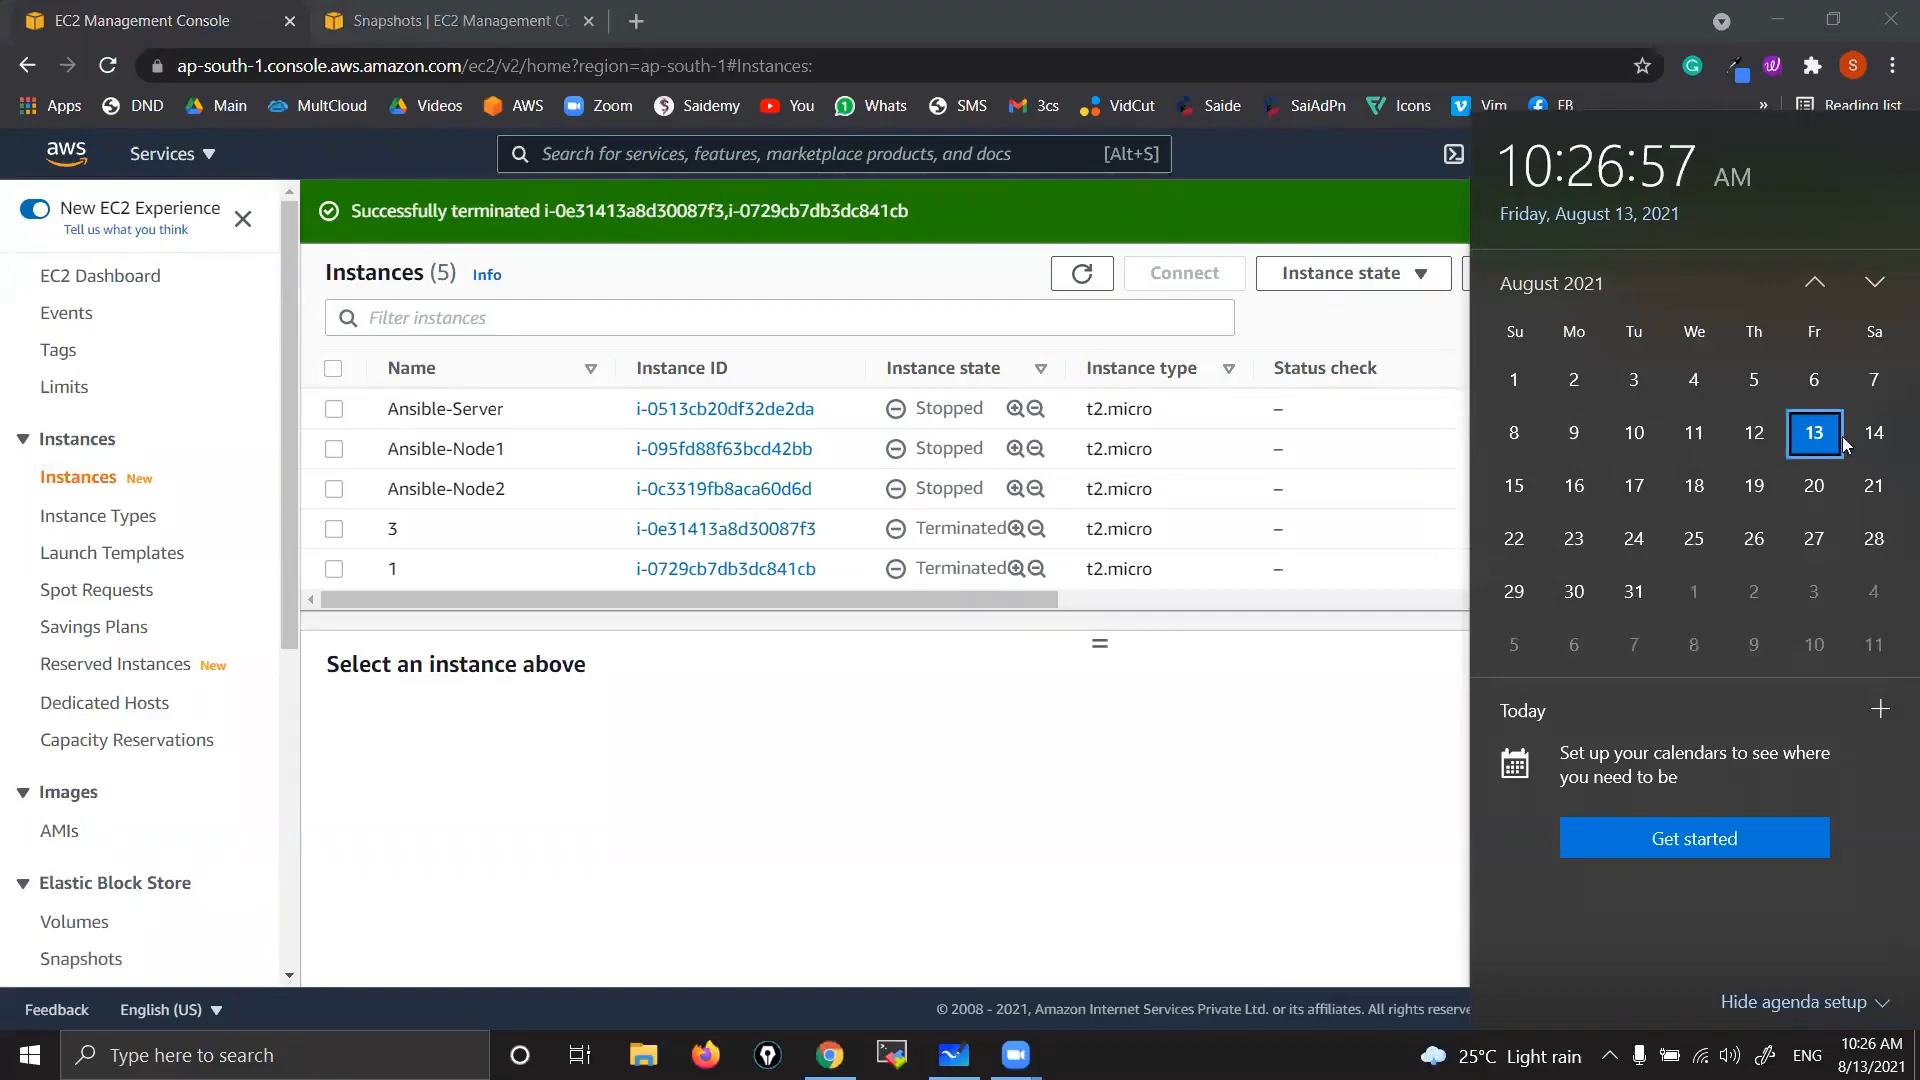 EC2 Management Console
Snapshots | EC2 Management Co
ap-south-1.console.aws.amazon.com/ec2/v2/home?region=ap-south-1#Instances:
S
Apps DND Main MultCloud Videos AWS Zoom Saidemy You Whats SMS 3cs VidCut Saide SaiAdPn Icons Vim FB » Reading list
aws Services Search for services, features, marketplace products, and docs [Alt+S]
New EC2 Experience
Tell us what you think
EC2 Dashboard
Events
Tags
Limits
Instances
Instances New
Instance Types
Launch Templates
Spot Requests
Savings Plans
Reserved Instances New
Dedicated Hosts
Capacity Reservations
Images
AMIs
Elastic Block Store
Volumes
Snapshots
Successfully terminated i-0e31413a8d30087f3,i-0729cb7db3dc841cb
Instances (5) Info Connect Instance state
Filter instances
Name Instance ID Instance state Instance type Status check
Ansible-Server i-0513cb20df32de2da Stopped t2.micro –
Ansible-Node1 i-095fd88f63bcd42bb Stopped t2.micro –
Ansible-Node2 i-0c3319fb8aca60d6d Stopped t2.micro –
3 i-0e31413a8d30087f3 Terminated t2.micro –
1 i-0729cb7db3dc841cb Terminated t2.micro –
Select an instance above
10:26:57 AM
Friday, August 13, 2021
August 2021
Su Mo Tu We Th Fr Sa
1 2 3 4 5 6 7
8 9 10 11 12 13 14
15 16 17 18 19 20 21
22 23 24 25 26 27 28
29 30 31 1 2 3 4
5 6 7 8 9 10 11
Today
Set up your calendars to see where
you need to be
Get started
Hide agenda setup
Feedback English (US) © 2008 - 2021, Amazon Internet Services Private Ltd. or its affiliates. All rights reserve
Type here to search
25°C Light rain ENG
10:26 AM
8/13/2021